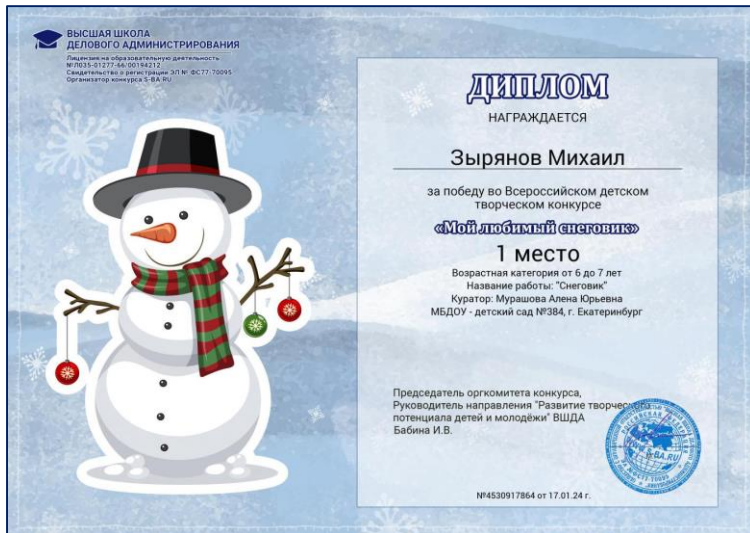 ВЫСШАЯ ШКОЛА
ДЕЛОВОГО АДМИНИСТРИРОВАНИЯ
Лицензия на образовательную деятельность
№Л035-01277-66/00194212
Свидетельство о регистрации ЭЛ № ФС77-70095
Организатор конкурса S-BA.RU
ДИПЛОМ
НАГРАЖДАЕТСЯ
Зырянов Михаил
за победу во Всероссийском детском
творческом конкурсе
«Мой любимый снеговик»
1 место
Возрастная категория от 6 до 7 лет
Название работы: "Снеговик"
Куратор: Мурашова Алена Юрьевна
МБДОУ - детский сад №384, г. Екатеринбург
Председатель оргкомитета конкурса,
Руководитель направления "Развитие творческого
потенциала детей и молодёжи" ВШДА
Бабина И.В.
S-BA.RU
№4530917864 от 17.01.24 г.